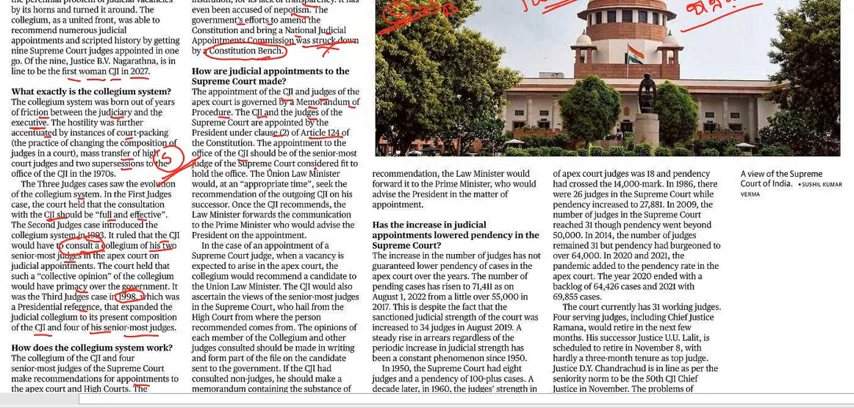 the perennial problem of judicial vacancies
by its horns and turned it around. The
collegium, as a united front, was able to
recommend numerous judicial
appointments and scripted history by getting
nine Supreme Court judges appointed in one
go. Of the nine, Justice B.V. Nagarathna, is in
line to be the first woman CJI in 2027.
What exactly is the collegium system?
The collegium system was born out of years
of friction between the judiciary and the
executive. The hostility was further
accentuated by instances of court-packing
(the practice of changing the composition of
judges in a court), mass transfer of high
court judges and two supersessions to the
office of the CJI in the 1970s.
The Three Judges cases saw the evolution
of the collegium system. In the First Judges
case, the court held that the consultation
with the CJI should be "full and effective".
The Second Judges case introduced the
collegium system in 1993. It ruled that the CJI
would have to consult a collegium of his two
senior-most judges in the apex court on
judicial appointments. The court held that
such a "collective opinion" of the collegium
would have primacy over the government. It
was the Third Judges case in 1998, which was
a Presidential reference, that expanded the
judicial collegium to its present composition
of the CJI and four of his senior-most judges.
How does the collegium system work?
The collegium of the CJI and four
senior-most judges of the Supreme Court
make recommendations for appointments to
the apex court and High Courts. The
institution, for its lack of transparency. It has
even been accused of nepotism. The
government's efforts to amend the
Constitution and bring a National Judicial
Appointments Commission was struck down
by a Constitution Bench.
How are judicial appointments to the
Supreme Court made?
The appointment of the CJI and judges of the
apex court is governed by a Memorandum of
Procedure. The CJI and the judges of the
Supreme Court are appointed by the
President under clause (2) of Article 124 of
the Constitution. The appointment to the
office of the CJI should be of the senior-most
judge of the Supreme Court considered fit to
hold the office. The Union Law Minister
would, at an "appropriate time", seek the
recommendation of the outgoing CJI on his
successor. Once the CJI recommends, the
Law Minister forwards the communication
to the Prime Minister who would advise the
President on the appointment.
In the case of an appointment of a
Supreme Court judge, when a vacancy is
expected to arise in the apex court, the
collegium would recommend a candidate to
the Union Law Minister. The CJI would also
ascertain the views of the senior-most judges
in the Supreme Court, who hail from the
High Court from where the person
recommended comes from. The opinions of
each member of the Collegium and other
judges consulted should be made in writing
and form part of the file on the candidate
sent to the government. If the CJI had
consulted non-judges, he should make a
memorandum containing the substance of
recommendation, the Law Minister would
forward it to the Prime Minister, who would
advise the President in the matter of
appointment.
Has the increase in judicial
appointments lowered pendency in the
Supreme Court?
The increase in the number of judges has not
guaranteed lower pendency of cases in the
apex court over the years. The number of
pending cases has risen to 71,411 as on
August 1, 2022 from a little over 55,000 in
2017. This is despite the fact that the
sanctioned judicial strength of the court was
increased to 34 judges in August 2019. A
steady rise in arrears regardless of the
periodic increase in judicial strength has
been a constant phenomenon since 1950.
In 1950, the Supreme Court had eight
judges and a pendency of 100-plus cases. A
decade later, in 1960, the judges' strength in
of apex court judges was 18 and pendency
had crossed the 14,000-mark. In 1986, there
were 26 judges in the Supreme Court while
pendency increased to 27,881. In 2009, the
number of judges in the Supreme Court
reached 31 though pendency went beyond
50,000. In 2014, the number of judges
remained 31 but pendency had burgeoned to
over 64,000. In 2020 and 2021, the
pandemic added to the pendency rate in the
apex court. The year 2020 ended with a
backlog of 64,426 cases and 2021 with
69,855 cases.
The court currently has 31 working judges.
Four serving judges, including Chief Justice
Ramana, would retire in the next few
months. His successor Justice U.U. Lalit, is
scheduled to retire in November 8, with
hardly a three-month tenure as top judge.
Justice D.Y. Chandrachud is in line as per the
seniority norm to be the 50th CJI Chief
Justice in November. The problems of
A view of the Supreme
Court of India. • SUSHIL KUMAR
VERMA